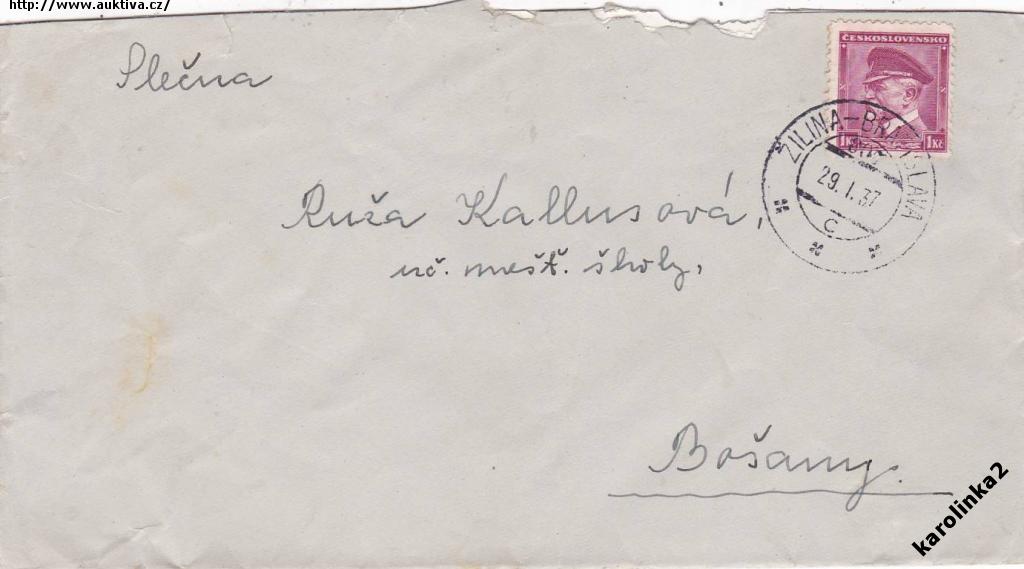 http://www.auktiva.cz/
Slečna
ČESKOSLOVENSKO
1 Kč
ŽILINA-BRATISLAVA
29.I.37
C
Ruža Kallusová,
uč. mešť. školy,
Bošany.
karolinka2